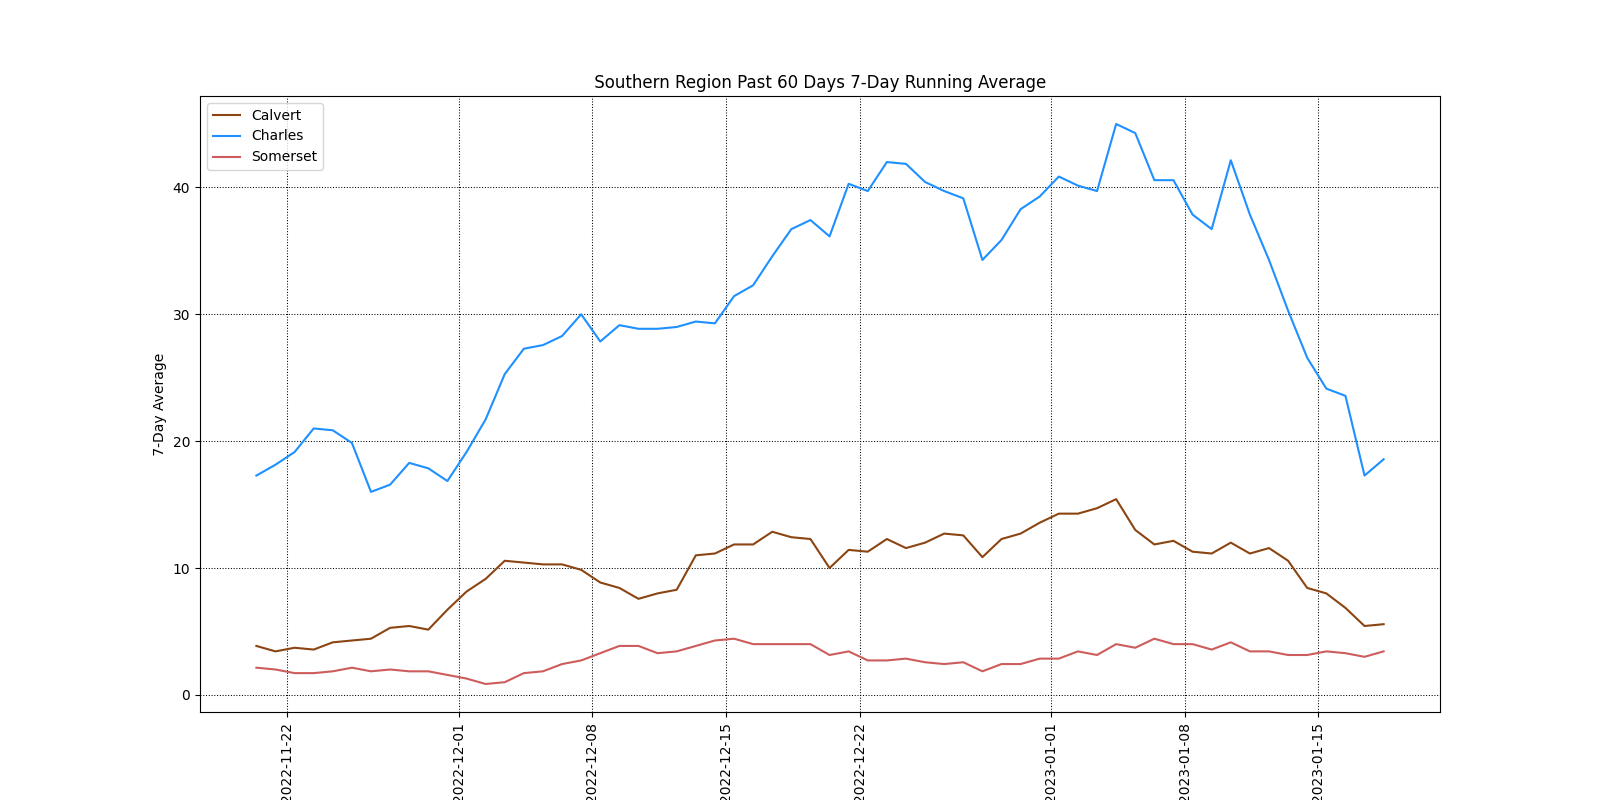 Southern Region Past 60 Days 7-Day Running Average
Calvert
Charles
Somerset
7-Day Average
40
30
20
10
0
2022-11-22
2022-12-01
2022-12-08
2022-12-15
2022-12-22
2023-01-01
2023-01-08
2023-01-15